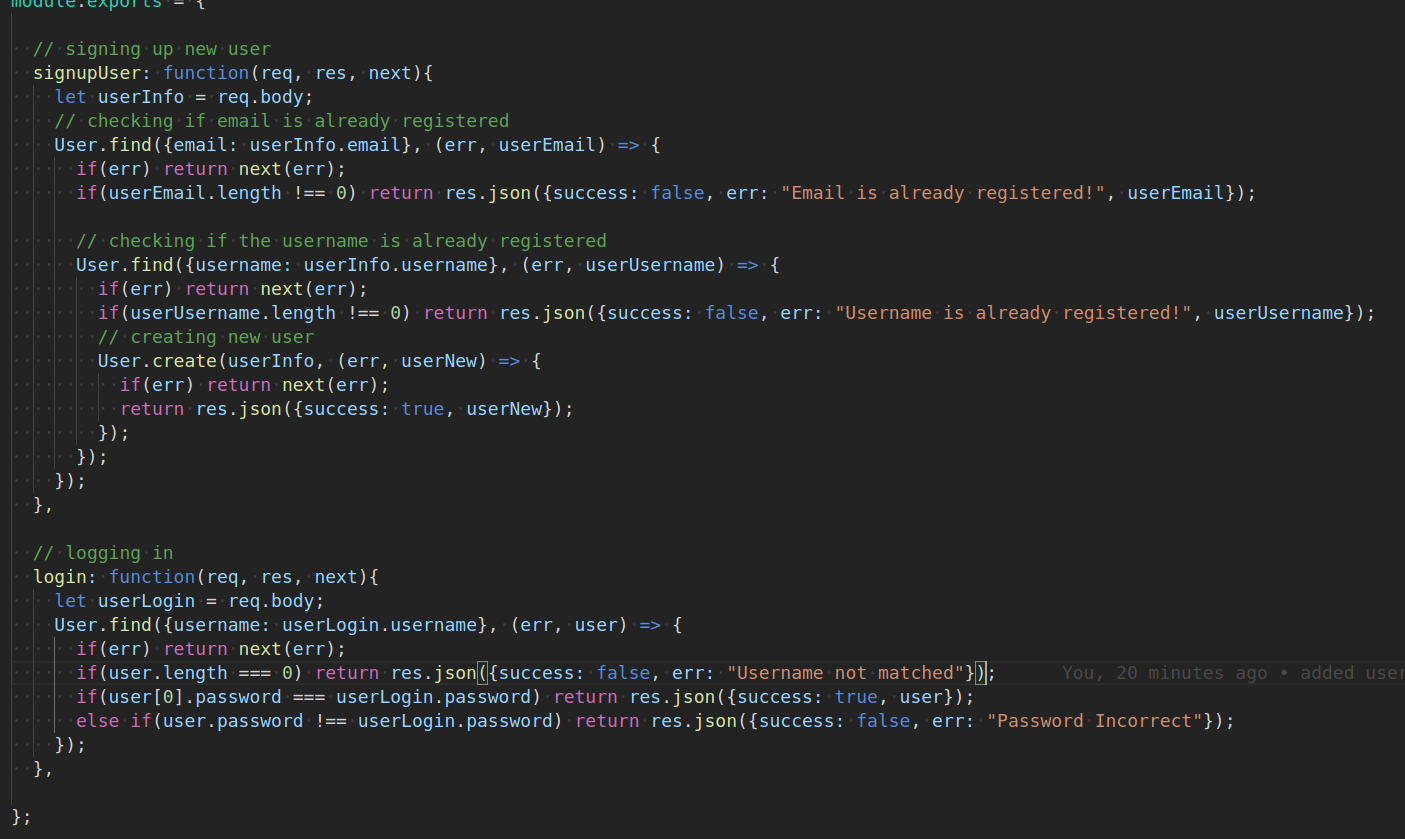 module.exports = {
// signing up new user
signupUser: function(req, res, next){
let userInfo = req.body;
// checking if email is already registered
User.find({email: userInfo.email}, (err, userEmail) => {
if(err) return next(err);
if(userEmail.length !== 0) return res.json({success: false, err: "Email is already registered!", userEmail});
// checking if the username is already registered
User.find({username: userInfo.username}, (err, userUsername) => {
if(err) return next(err);
if(userUsername.length !== 0) return res.json({success: false, err: "Username is already registered!", userUsername});
// creating new user
User.create(userInfo, (err, userNew) => {
if(err) return next(err);
return res.json({success: true, userNew});
});
});
});
},
// logging in
login: function(req, res, next){
let userLogin = req.body;
User.find({username: userLogin.username}, (err, user) => {
if(err) return next(err);
if(user.length === 0) return res.json({success: false, err: "Username not matched"}); You, 20 minutes ago • added user
if(user[0].password === userLogin.password) return res.json({success: true, user});
else if(user.password !== userLogin.password) return res.json({success: false, err: "Password Incorrect"});
});
},
};